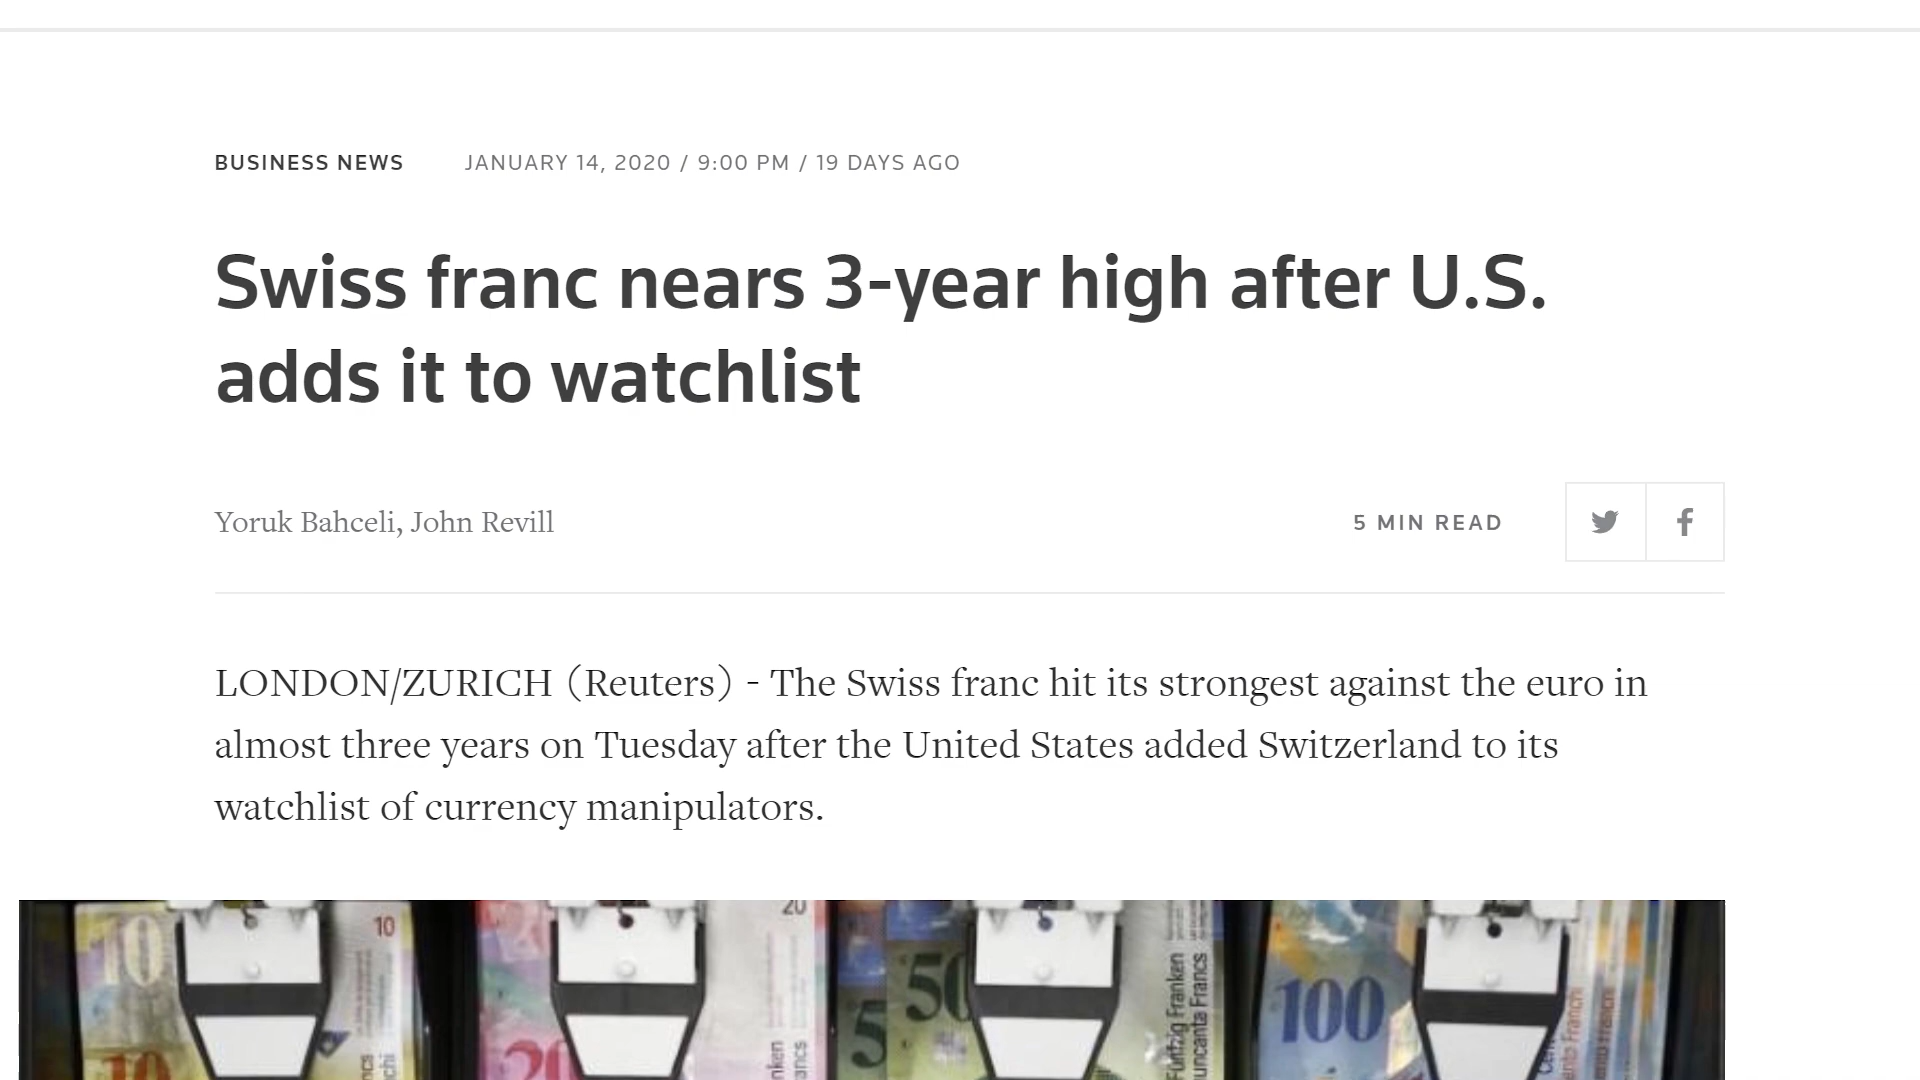 BUSINESS NEWS JANUARY 14, 2020 / 9:00 PM / 19 DAYS AGO
Swiss franc nears 3-year high after U.S.
adds it to watchlist
Yoruk Bahceli, John Revill 5 MIN READ
LONDON/ZURICH (Reuters) - The Swiss franc hit its strongest against the euro in
almost three years on Tuesday after the United States added Switzerland to its
watchlist of currency manipulators.
10 10 20 50 100
10 20 5
Fünfzig Franken